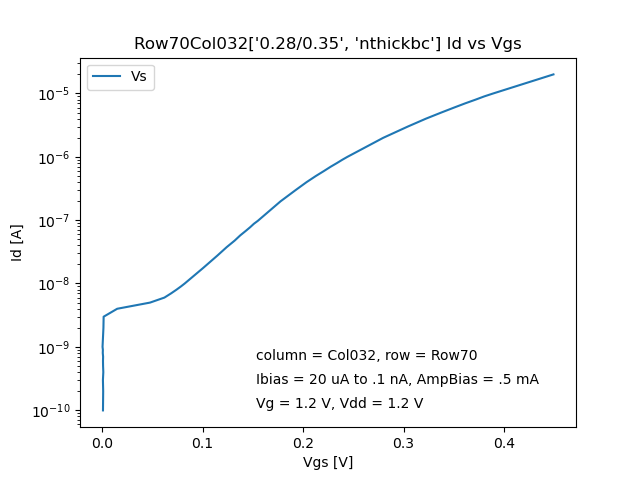 Row70Col032['0.28/0.35', 'nthickbc'] Id vs Vgs
Vs
10⁻⁵
10⁻⁶
10⁻⁷
10⁻⁸
10⁻⁹
10⁻¹⁰
Id [A]
column = Col032, row = Row70
Ibias = 20 uA to .1 nA, AmpBias = .5 mA
Vg = 1.2 V, Vdd = 1.2 V
0.0 0.1 0.2 0.3 0.4
Vgs [V]